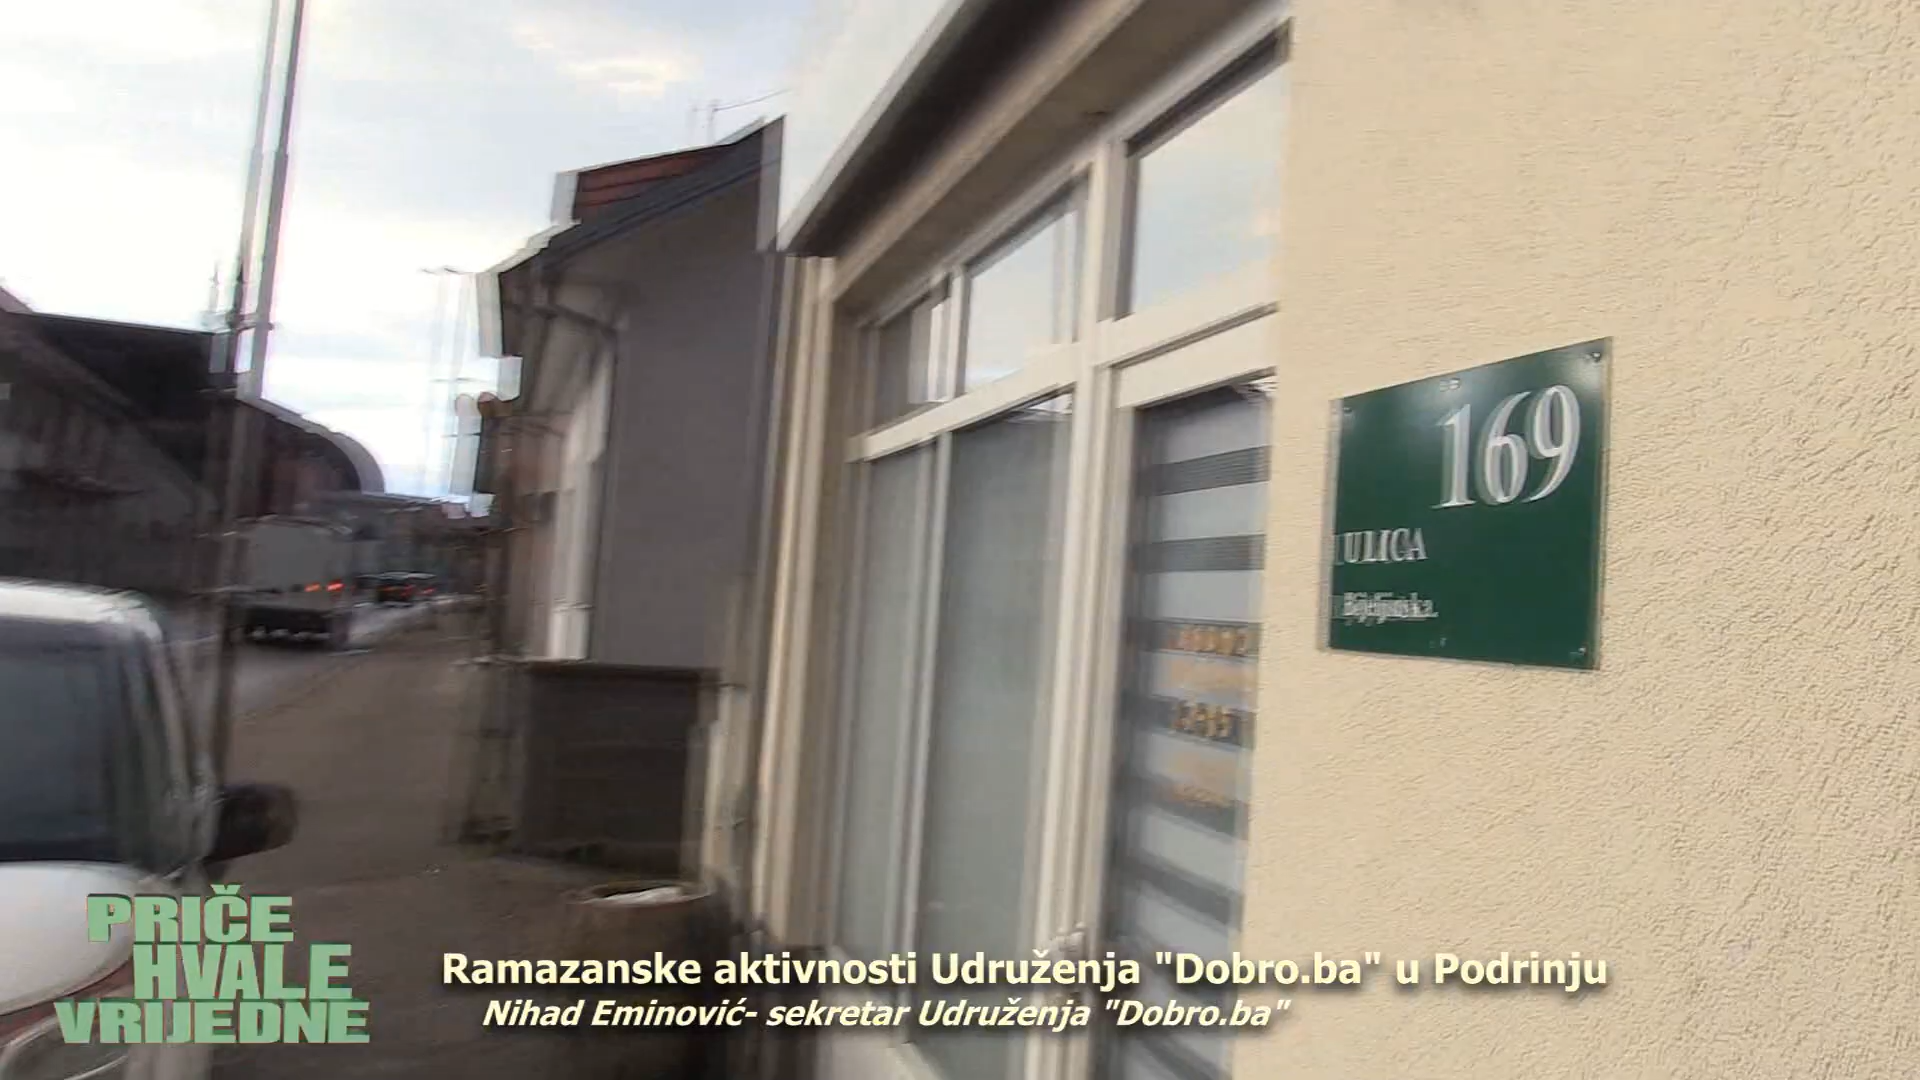 169
ULICA
PRIČE
HVALE
VRIJEDNE
Ramazanske aktivnosti Udruženja "Dobro.ba" u Podrinju
Nihad Eminović- sekretar Udruženja "Dobro.ba"